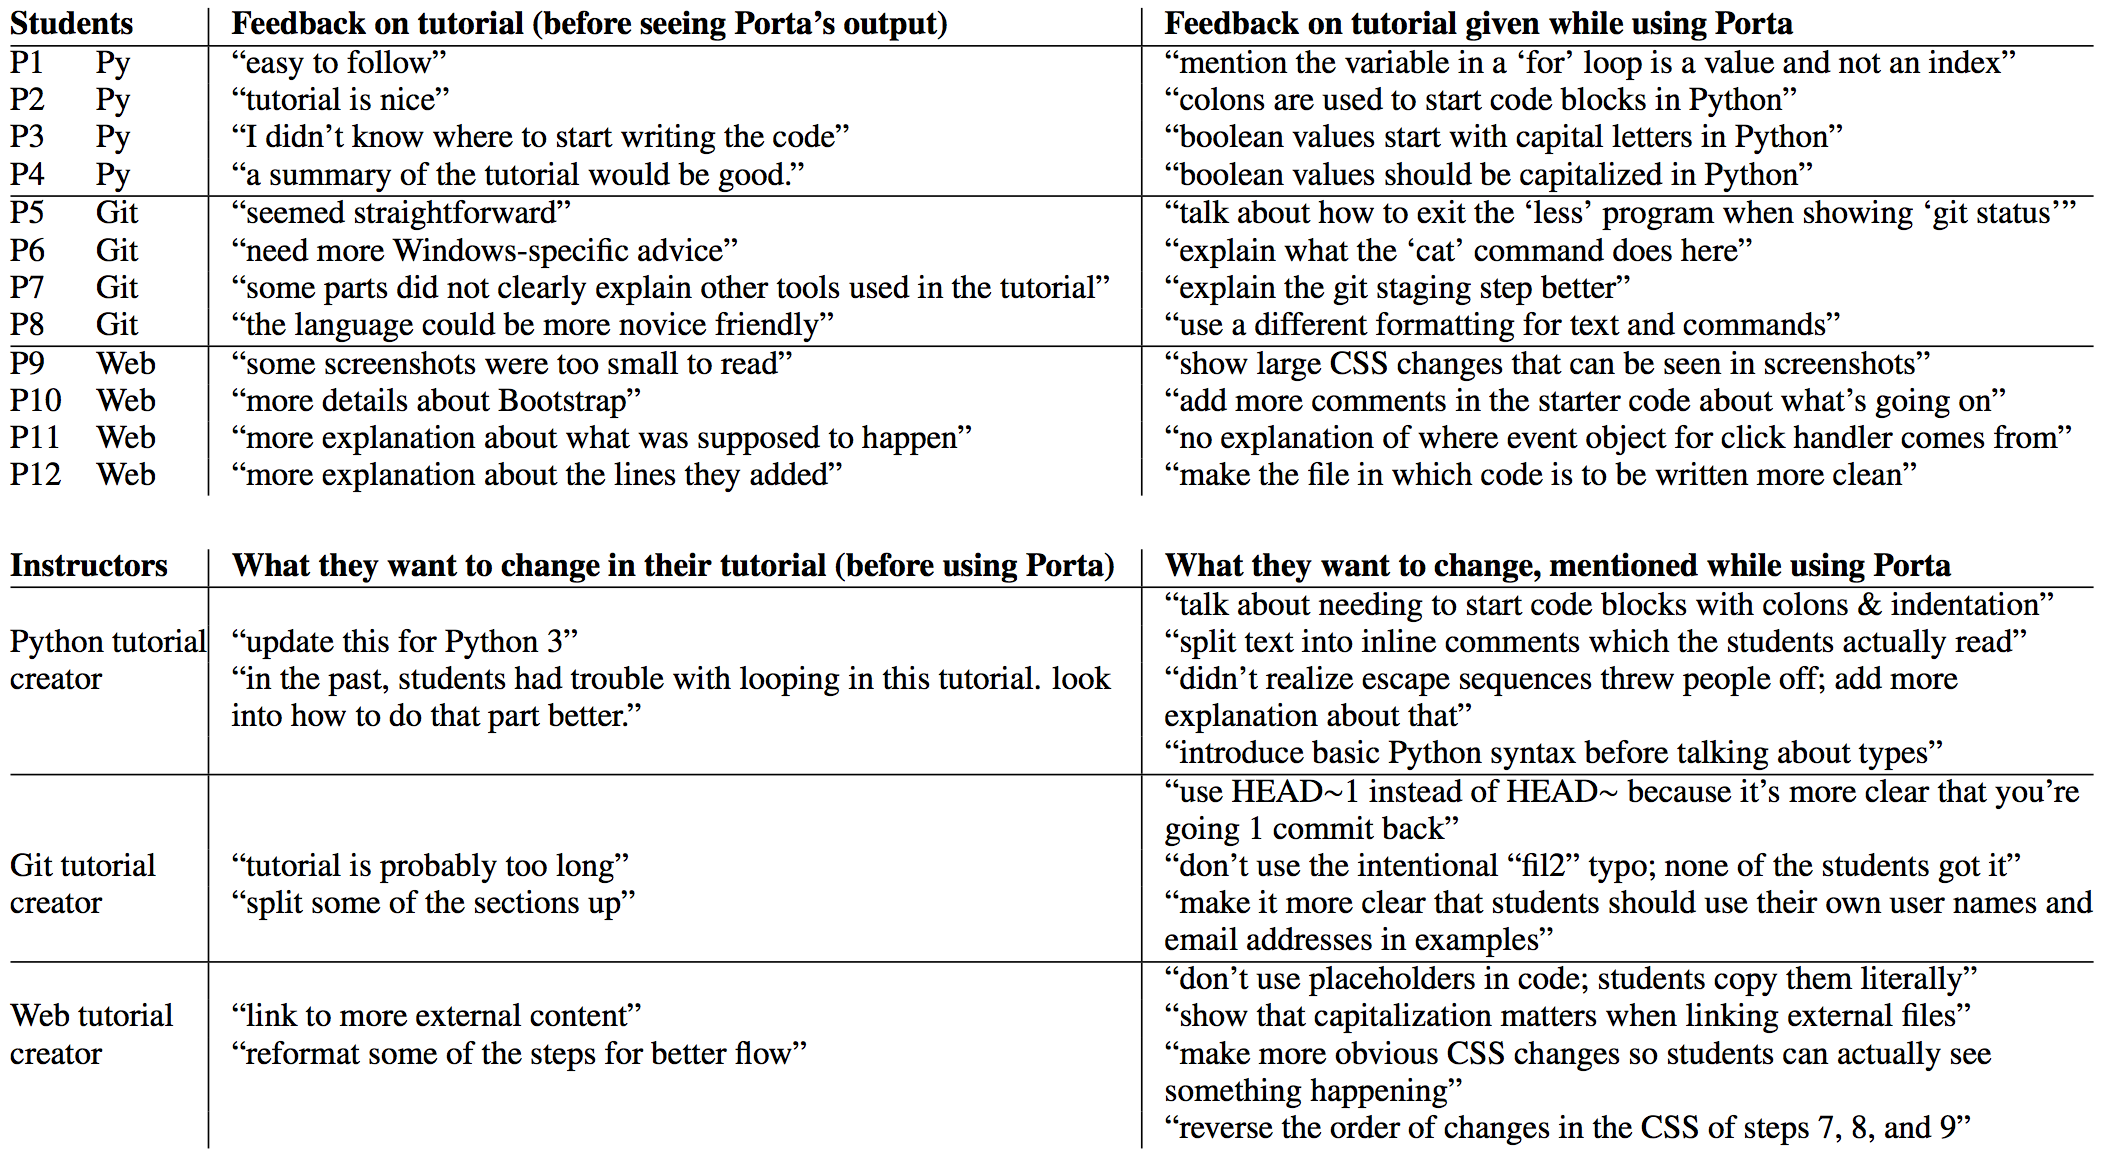 Students Feedback on tutorial (before seeing Porta’s output) Feedback on tutorial given while using Porta
P1 Py “easy to follow” “mention the variable in a ‘for’ loop is a value and not an index”
P2 Py “tutorial is nice” “colons are used to start code blocks in Python”
P3 Py “I didn’t know where to start writing the code” “boolean values start with capital letters in Python”
P4 Py “a summary of the tutorial would be good.” “boolean values should be capitalized in Python”
P5 Git “seemed straightforward” “talk about how to exit the ‘less’ program when showing ‘git status’”
P6 Git “need more Windows-specific advice” “explain what the ‘cat’ command does here”
P7 Git “some parts did not clearly explain other tools used in the tutorial” “explain the git staging step better”
P8 Git “the language could be more novice friendly” “use a different formatting for text and commands”
P9 Web “some screenshots were too small to read” “show large CSS changes that can be seen in screenshots”
P10 Web “more details about Bootstrap” “add more comments in the starter code about what’s going on”
P11 Web “more explanation about what was supposed to happen” “no explanation of where event object for click handler comes from”
P12 Web “more explanation about the lines they added” “make the file in which code is to be written more clean”
Instructors What they want to change in their tutorial (before using Porta) What they want to change, mentioned while using Porta
“talk about needing to start code blocks with colons & indentation”
Python tutorial “update this for Python 3” “split text into inline comments which the students actually read”
creator “in the past, students had trouble with looping in this tutorial. look “didn’t realize escape sequences threw people off; add more
into how to do that part better.” explanation about that”
“introduce basic Python syntax before talking about types”
“use HEAD~1 instead of HEAD~ because it’s more clear that you’re
going 1 commit back”
Git tutorial “tutorial is probably too long” “don’t use the intentional “fil2” typo; none of the students got it”
creator “split some of the sections up” “make it more clear that students should use their own user names and
email addresses in examples”
“don’t use placeholders in code; students copy them literally”
Web tutorial “link to more external content” “show that capitalization matters when linking external files”
creator “reformat some of the steps for better flow” “make more obvious CSS changes so students can actually see
something happening”
“reverse the order of changes in the CSS of steps 7, 8, and 9”